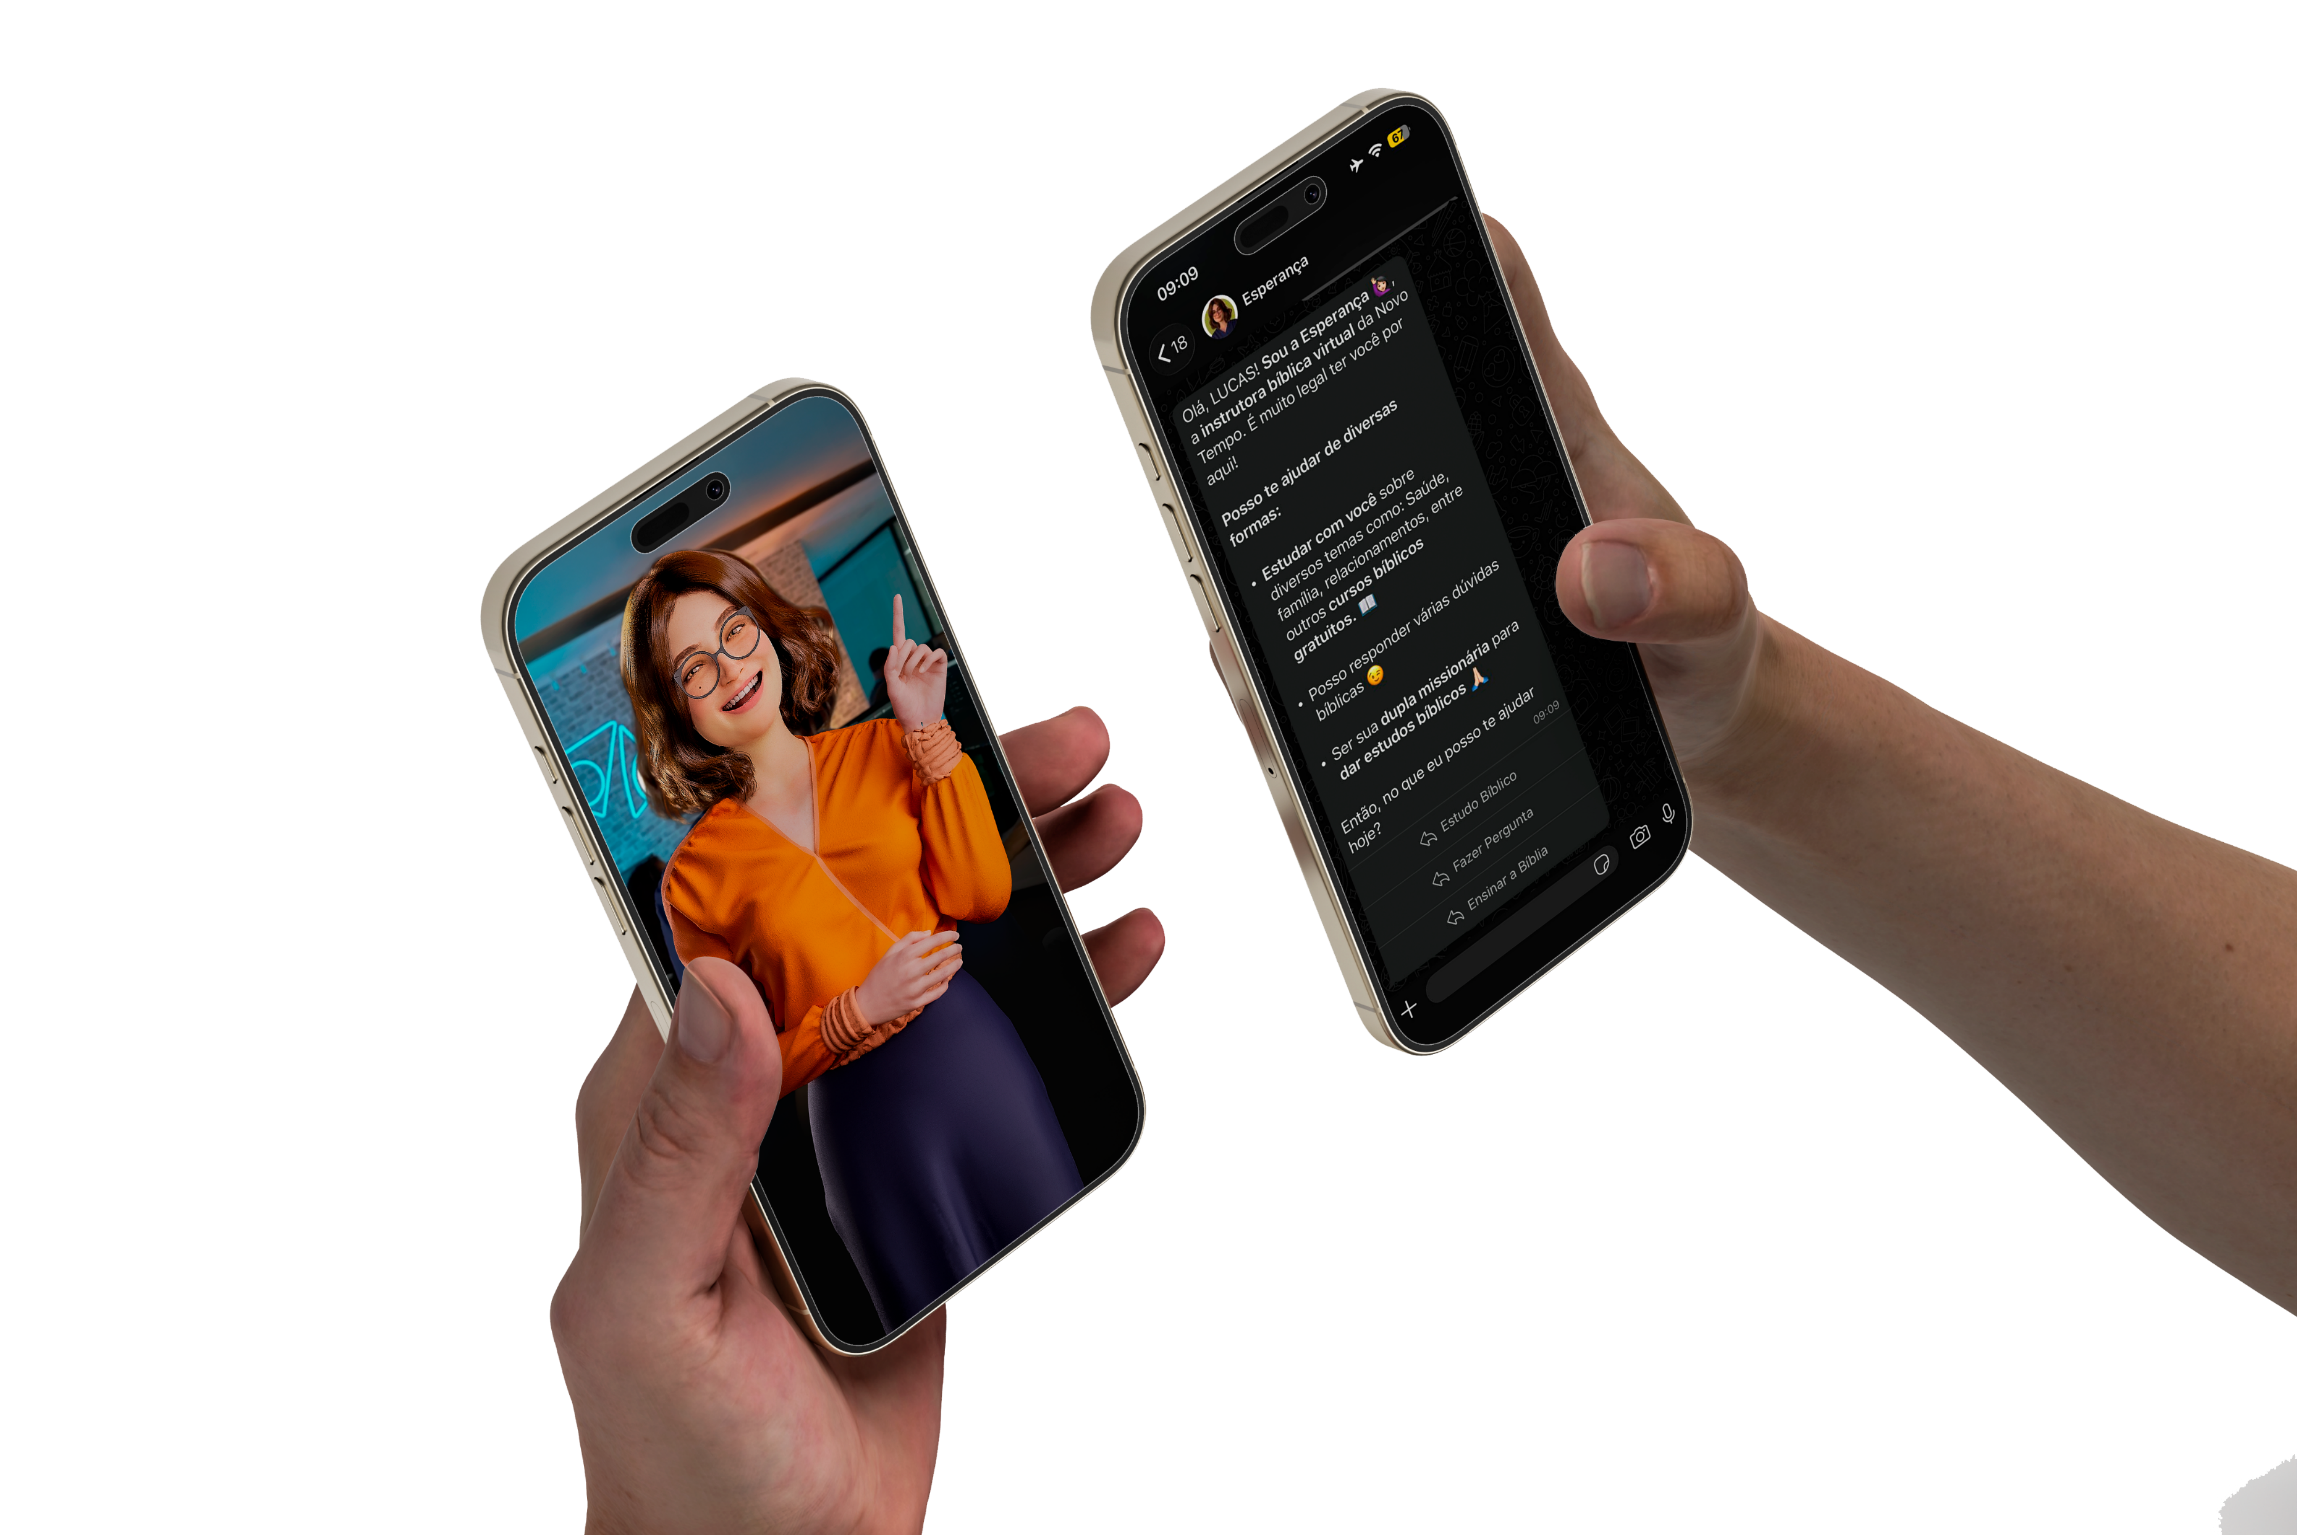 09:09
67
18
Esperança
Olá, LUCAS! Sou a Esperança 🙋🏻‍♀️,
a instrutora bíblica virtual da Novo
Tempo. É muito legal ter você por
aqui!
Posso te ajudar de diversas
formas:
• Estudar com você sobre
diversos temas como: Saúde,
família, relacionamentos, entre
outros cursos bíblicos
gratuitos. 📖
• Posso responder várias dúvidas
bíblicas 😉
• Ser sua dupla missionária para
dar estudos bíblicos 🙏🏻
Então, no que eu posso te ajudar
hoje?
09:09
Estudo Bíblico
Fazer Pergunta
Ensinar a Bíblia